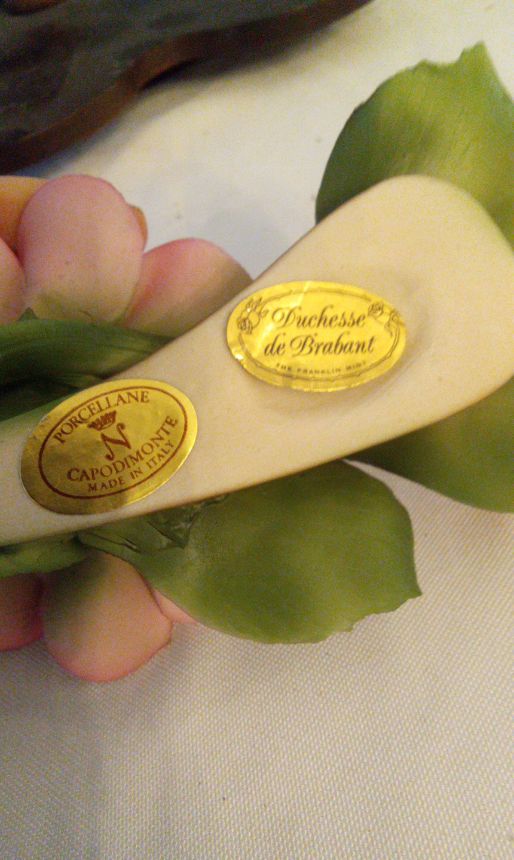 Duchesse
de Brabant
THE FRANKLIN MINT
PORCELLANE
N
CAPODIMONTE
MADE IN ITALY